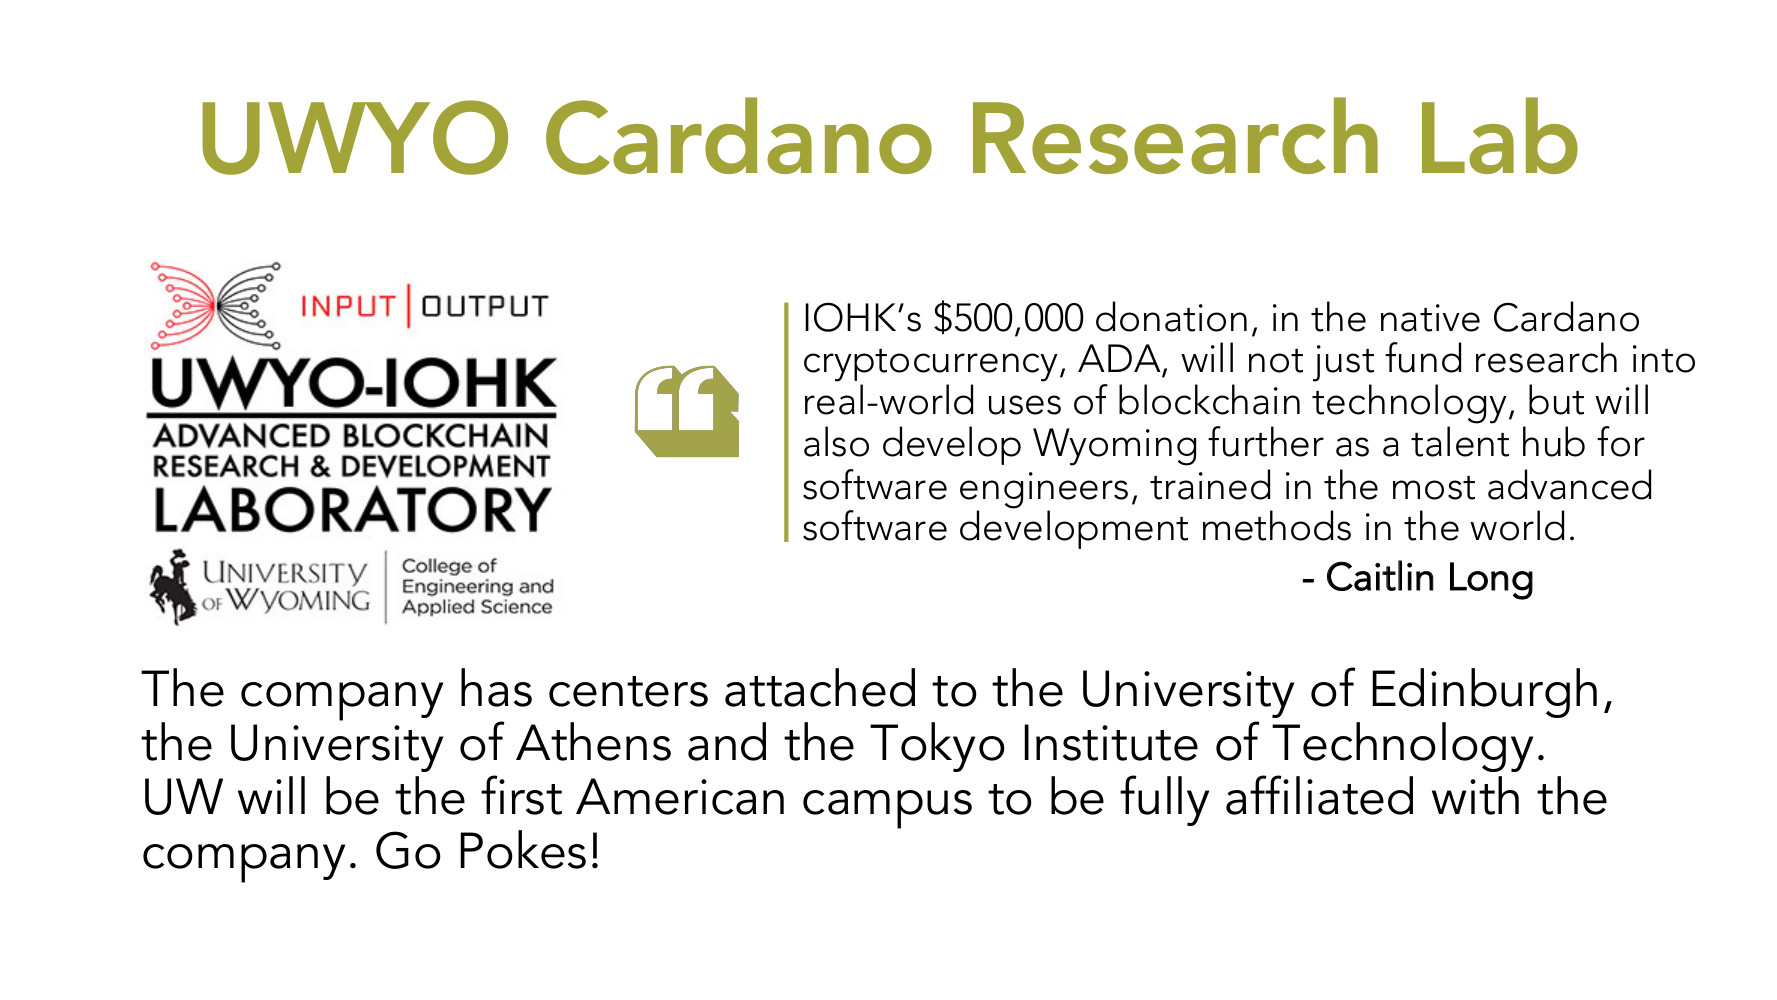 UWYO Cardano Research Lab
INPUT | OUTPUT
UWYO-IOHK
ADVANCED BLOCKCHAIN
RESEARCH & DEVELOPMENT
LABORATORY
UNIVERSITY
OF WYOMING
College of
Engineering and
Applied Science
IOHK’s $500,000 donation, in the native Cardano
cryptocurrency, ADA, will not just fund research into
real-world uses of blockchain technology, but will
also develop Wyoming further as a talent hub for
software engineers, trained in the most advanced
software development methods in the world.
- Caitlin Long
The company has centers attached to the University of Edinburgh,
the University of Athens and the Tokyo Institute of Technology.
UW will be the first American campus to be fully affiliated with the
company. Go Pokes!